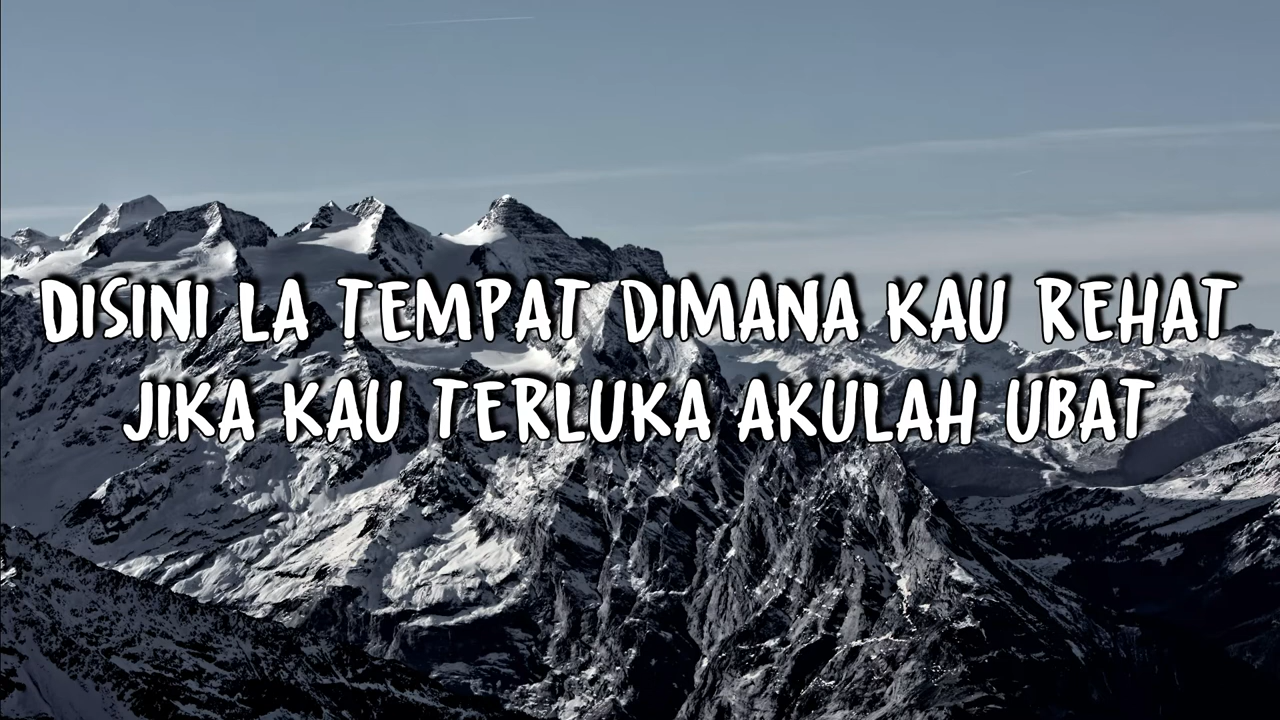 DISINI LA TEMPAT DIMANA KAU REHAT
JIKA KAU TERLUKA AKULAH UBAT